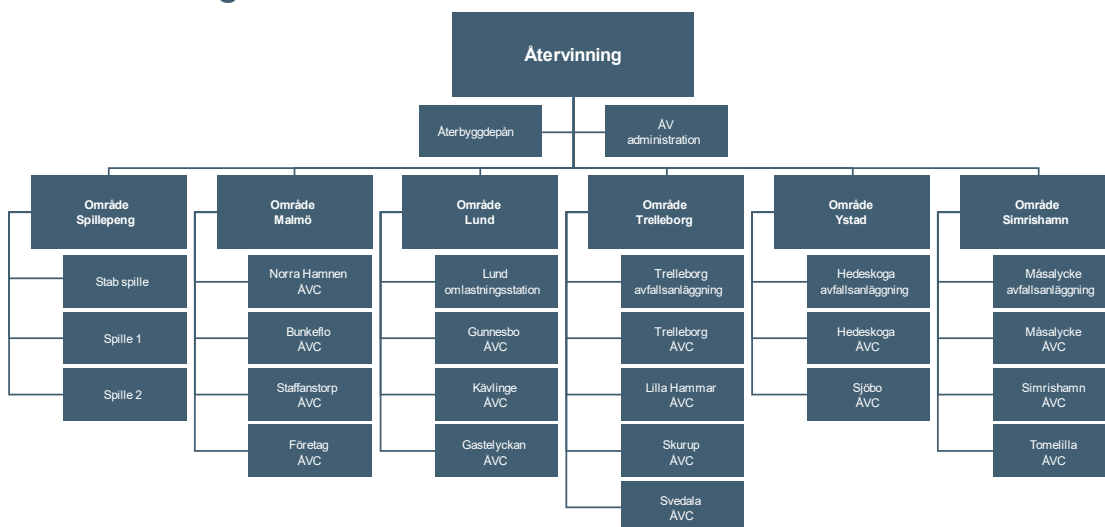 Återvinning
Återbyggdepån
ÅV
administration
Område
Spillepeng
Område
Malmö
Område
Lund
Område
Trelleborg
Område
Ystad
Område
Simrishamn
Stab spille
Spille 1
Spille 2
Norra Hamnen
ÅVC
Bunkeflo
ÅVC
Staffanstorp
ÅVC
Företag
ÅVC
Lund
omlastningsstation
Gunnesbo
ÅVC
Kävlinge
ÅVC
Gastelyckan
ÅVC
Trelleborg
avfallsanläggning
Trelleborg
ÅVC
Lilla Hammar
ÅVC
Skurup
ÅVC
Svedala
ÅVC
Hedeskoga
avfallsanläggning
Hedeskoga
ÅVC
Sjöbo
ÅVC
Måsalycke
avfallsanläggning
Måsalycke
ÅVC
Simrishamn
ÅVC
Tomelilla
ÅVC